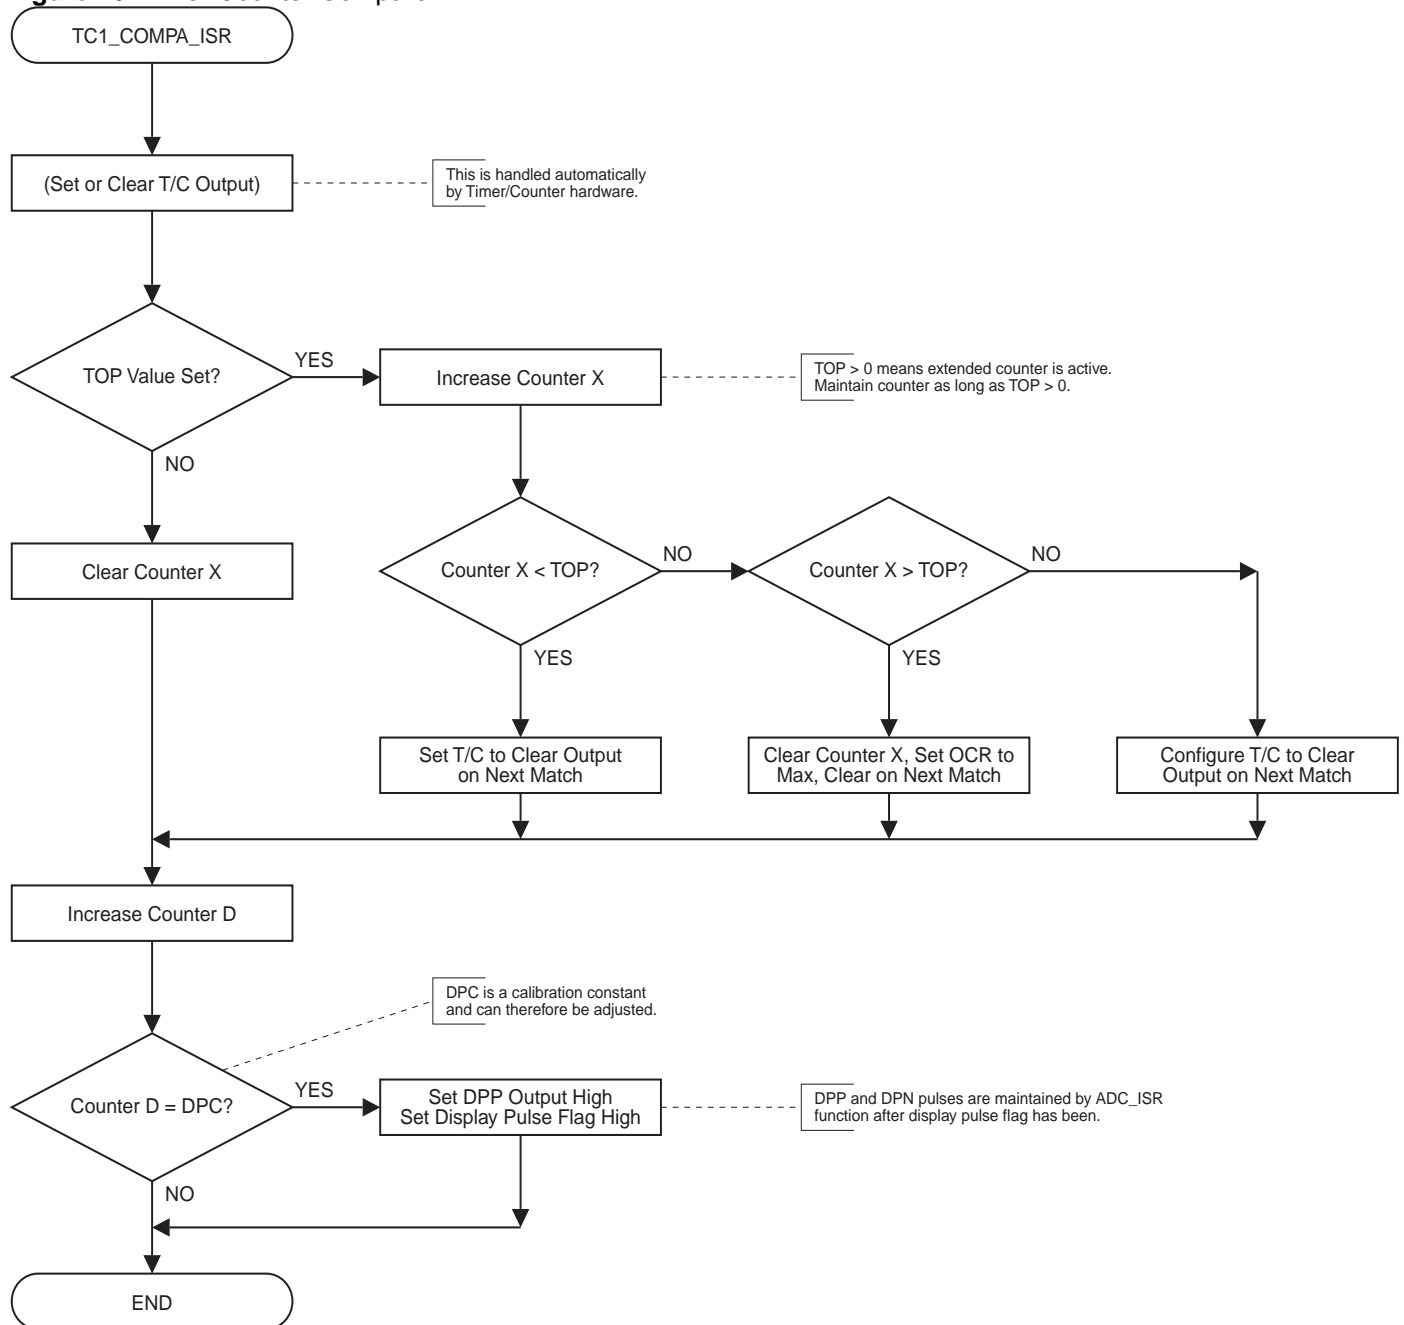 TC1_COMPA_ISR
(Set or Clear T/C Output)
This is handled automatically
by Timer/Counter hardware.
TOP Value Set?
YES
Increase Counter X
TOP > 0 means extended counter is active.
Maintain counter as long as TOP > 0.
NO
Clear Counter X
Counter X < TOP?
NO
Counter X > TOP?
NO
YES
YES
Set T/C to Clear Output
on Next Match
Clear Counter X, Set OCR to
Max, Clear on Next Match
Configure T/C to Clear
Output on Next Match
Increase Counter D
DPC is a calibration constant
and can therefore be adjusted.
Counter D = DPC?
YES
Set DPP Output High
Set Display Pulse Flag High
DPP and DPN pulses are maintained by ADC_ISR
function after display pulse flag has been.
NO
END